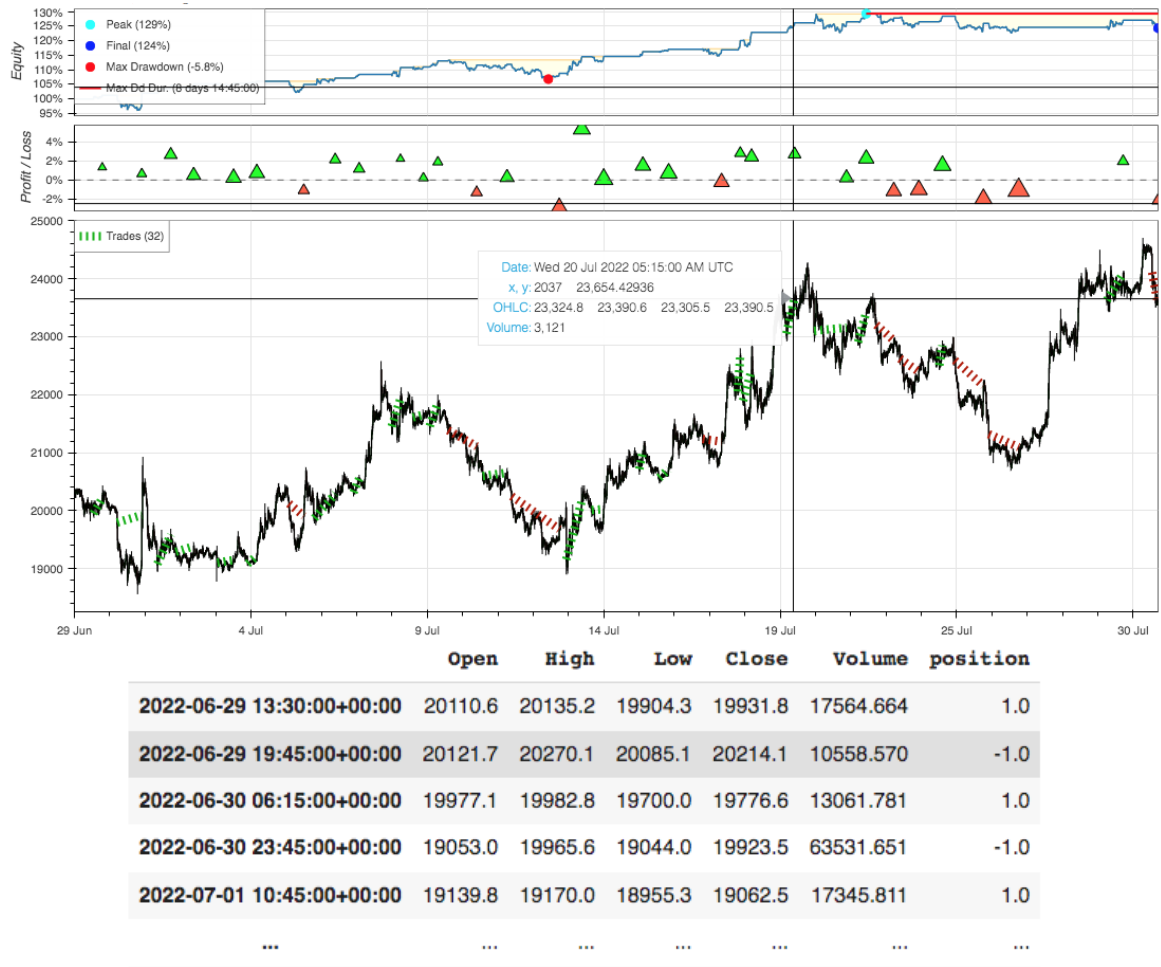 130%
125%
120%
115%
110%
105%
100%
95%
Equity
Peak (129%)
Final (124%)
Max Drawdown (-5.8%)
Max Dd Dur. (8 days 14:45:00)
4%
2%
0%
-2%
Profit / Loss
25000
24000
23000
22000
21000
20000
19000
Trades (32)
Date: Wed 20 Jul 2022 05:15:00 AM UTC
x, y: 2037 23,654.42936
OHLC: 23,324.8 23,390.6 23,305.5 23,390.5
Volume: 3,121
29 Jun 4 Jul 9 Jul 14 Jul 19 Jul 25 Jul 30 Jul
Open High Low Close Volume position
2022-06-29 13:30:00+00:00 20110.6 20135.2 19904.3 19931.8 17564.664 1.0
2022-06-29 19:45:00+00:00 20121.7 20270.1 20085.1 20214.1 10558.570 -1.0
2022-06-30 06:15:00+00:00 19977.1 19982.8 19700.0 19776.6 13061.781 1.0
2022-06-30 23:45:00+00:00 19053.0 19965.6 19044.0 19923.5 63531.651 -1.0
2022-07-01 10:45:00+00:00 19139.8 19170.0 18955.3 19062.5 17345.811 1.0
... ... ... ... ... ... ...